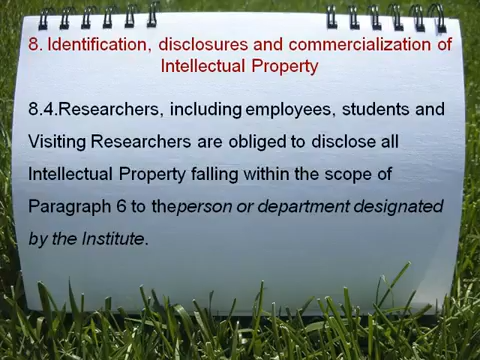 8. Identification, disclosures and commercialization of
Intellectual Property
8.4.Researchers, including employees, students and
Visiting Researchers are obliged to disclose all
Intellectual Property falling within the scope of
Paragraph 6 to theperson or department designated
by the Institute.